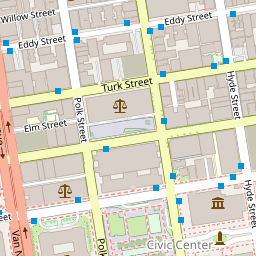 Willow Street
Eddy Street
Eddy Street
Turk Street
Hyde Street
Polk Street
Elm Street
Hyde Street
Van N
Polk
Civic Center